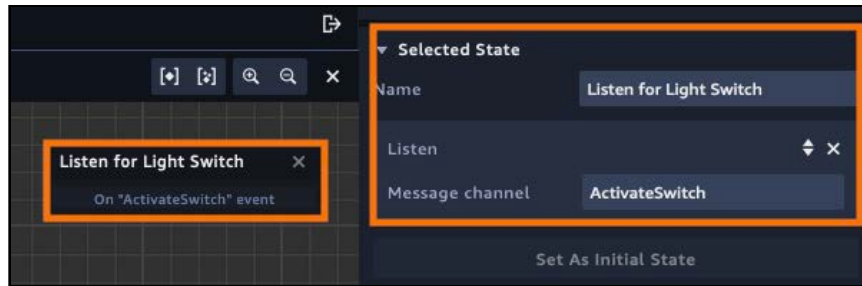 Selected State
Name
Listen for Light Switch
Listen for Light Switch
On "ActivateSwitch" event
Listen
Message channel
ActivateSwitch
Set As Initial State